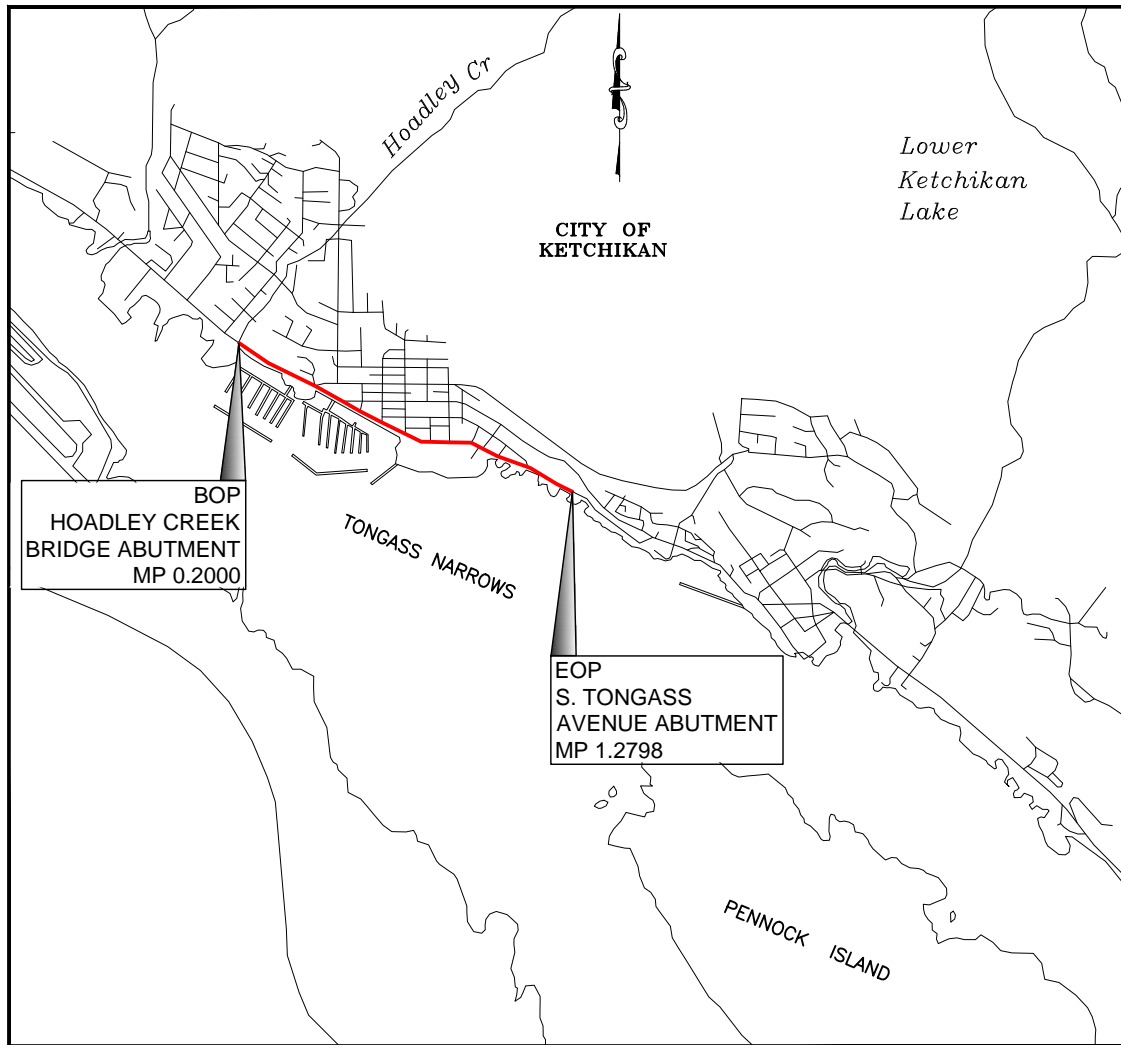 Hoadley Cr
Lower
Ketchikan
Lake
CITY OF
KETCHIKAN
BOP
HOADLEY CREEK
BRIDGE ABUTMENT
MP 0.2000
TONGASS NARROWS
EOP
S. TONGASS
AVENUE ABUTMENT
MP 1.2798
PENNOCK ISLAND